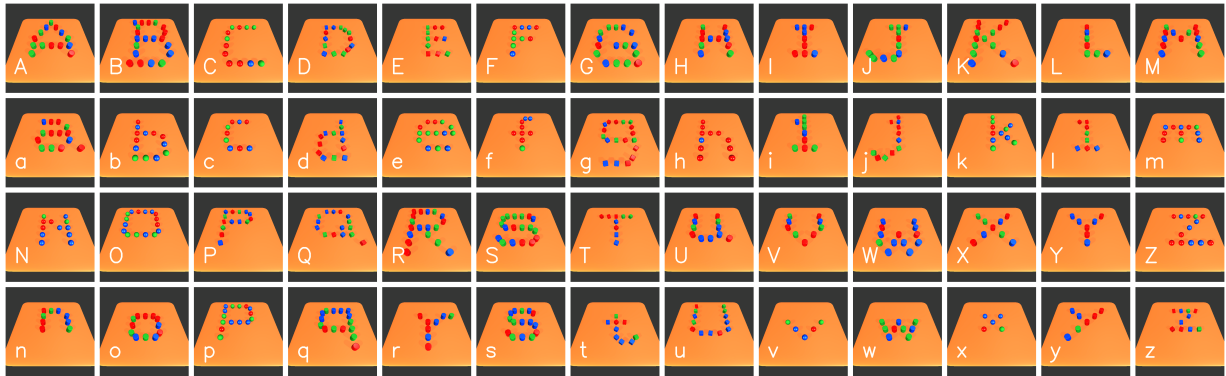 A B C D E F G H I J K L M
a b c d e f g h i j k l m
N O P Q R S T U V W X Y Z
n o p q r s t u v w x y z